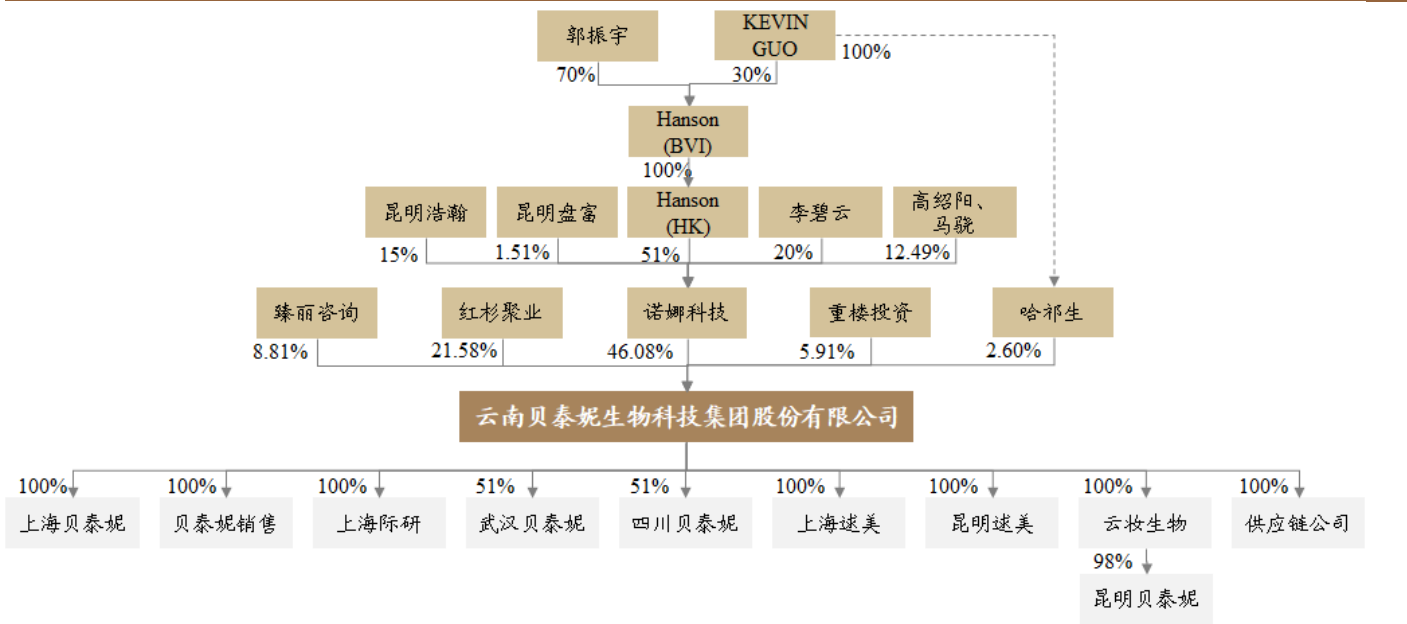 郭振宇
KEVIN
GUO
100%
70%
30%
Hanson
(BVI)
100%
昆明浩瀚
昆明盘富
Hanson
(HK)
李碧云
高绍阳、
马骁
15%
1.51%
51%
20%
12.49%
臻丽咨询
红杉聚业
诺娜科技
重楼投资
哈祁生
8.81%
21.58%
46.08%
5.91%
2.60%
云南贝泰妮生物科技集团股份有限公司
100%
100%
100%
51%
51%
100%
100%
100%
100%
上海贝泰妮
贝泰妮销售
上海际研
武汉贝泰妮
四川贝泰妮
上海逑美
昆明逑美
云妆生物
供应链公司
98%
昆明贝泰妮